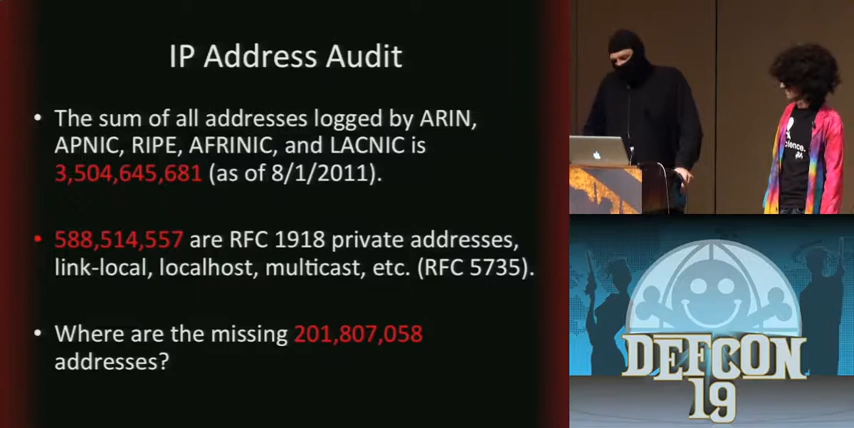 IP Address Audit
• The sum of all addresses logged by ARIN,
APNIC, RIPE, AFRINIC, and LACNIC is
3,504,645,681 (as of 8/1/2011).
• 588,514,557 are RFC 1918 private addresses,
link-local, localhost, multicast, etc. (RFC 5735).
• Where are the missing 201,807,058
addresses?
DEFCON
19